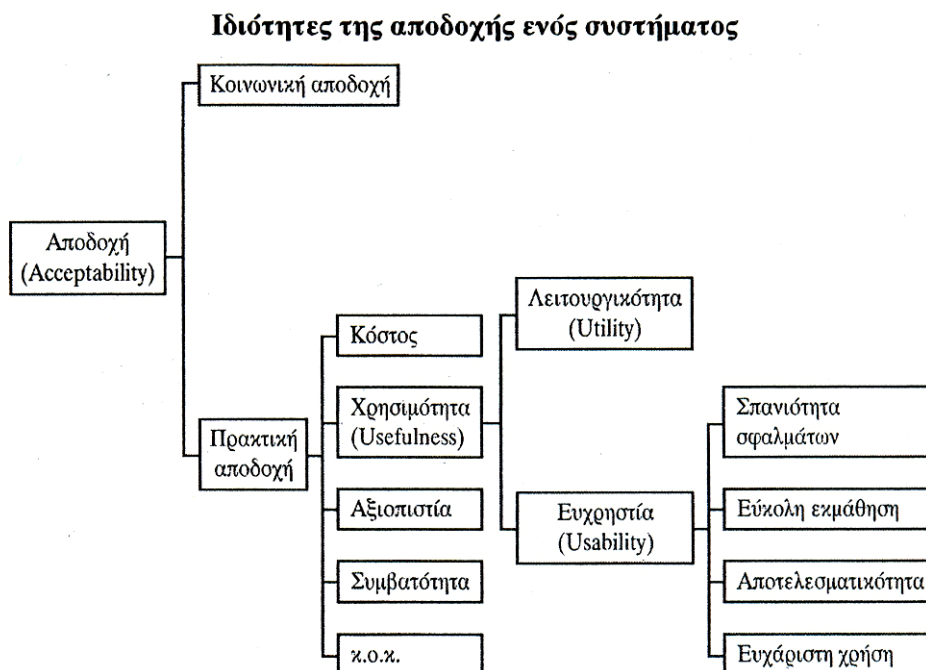 Ιδιότητες της αποδοχής ενός συστήματος
Κοινωνική αποδοχή
Αποδοχή
(Acceptability)
Πρακτική
αποδοχή
Κόστος
Χρησιμότητα
(Usefulness)
Αξιοπιστία
Συμβατότητα
κ.ο.κ.
Λειτουργικότητα
(Utility)
Ευχρηστία
(Usability)
Σπανιότητα
σφαλμάτων
Εύκολη εκμάθηση
Αποτελεσματικότητα
Ευχάριστη χρήση